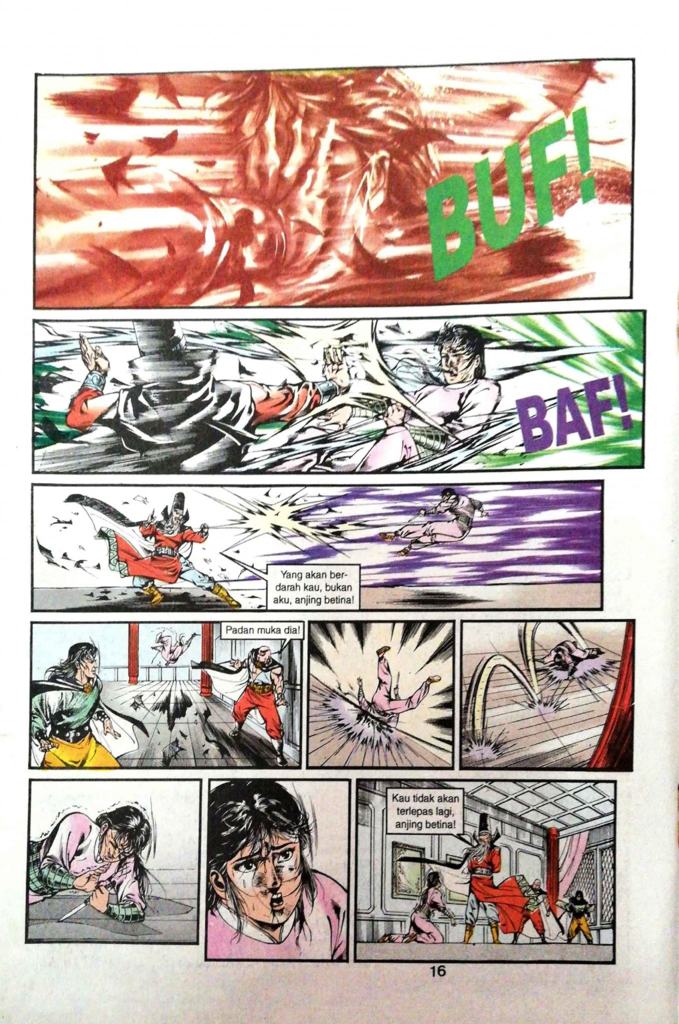 BUF!
BAF!
Yang akan ber-
darah kau, bukan
aku, anjing betina!
Padan muka dia!
Kau tidak akan
terlepas lagi,
anjing betina!
16